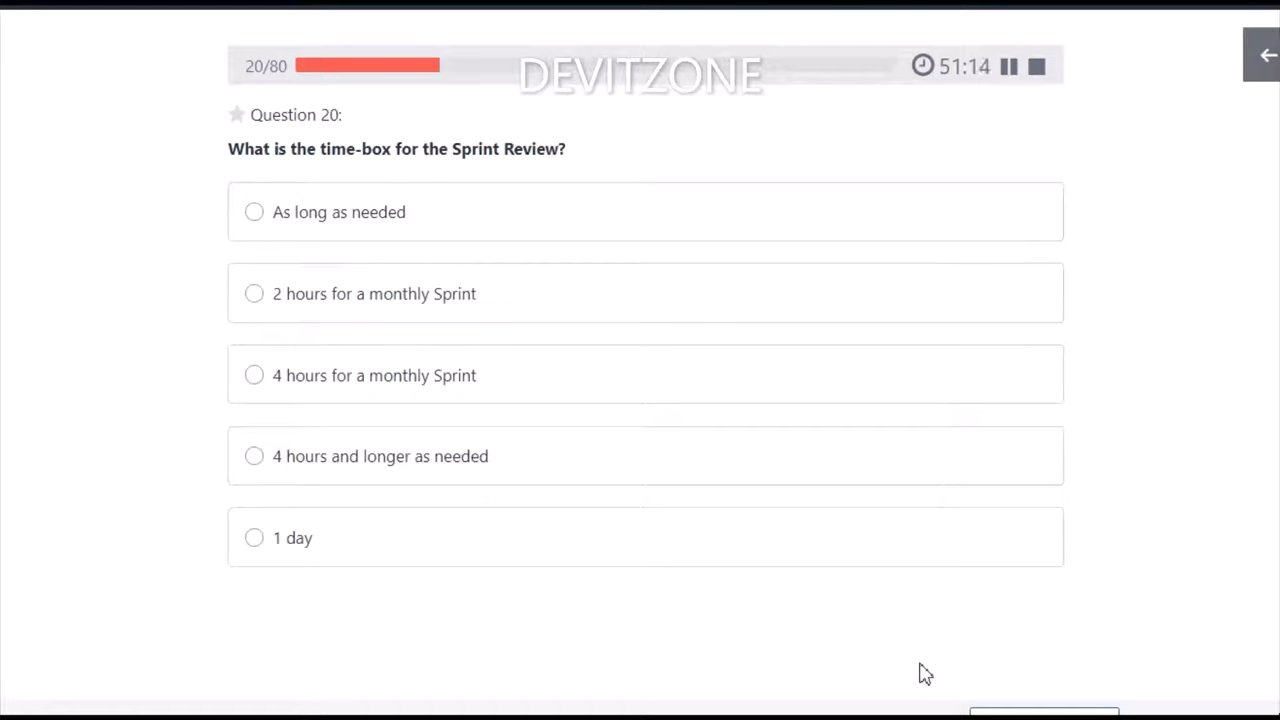 20/80
DEVITZONE
51:14
Question 20:
What is the time-box for the Sprint Review?
As long as needed
2 hours for a monthly Sprint
4 hours for a monthly Sprint
4 hours and longer as needed
1 day